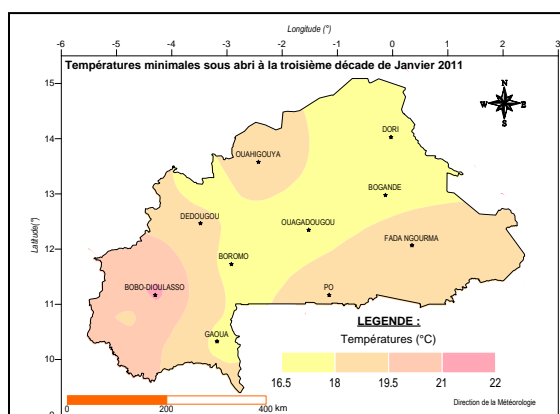 Longitude (°)
-6 -5 -4 -3 -2 -1 0 1 2 3
Températures minimales sous abri à la troisième décade de Janvier 2011
15
N
W E
S
14
DORI
OUAHIGOUYA
13
BOGANDE
DEDOUGOU
OUAGADOUGOU
Latitude(°)
FADA NGOURMA
12
BOROMO
BOBO-DIOULASSO
PO
11
LEGENDE :
GAOUA
Températures (°C)
10
16.5 18 19.5 21 22
9
0 200 400 km
Direction de la Météorologie